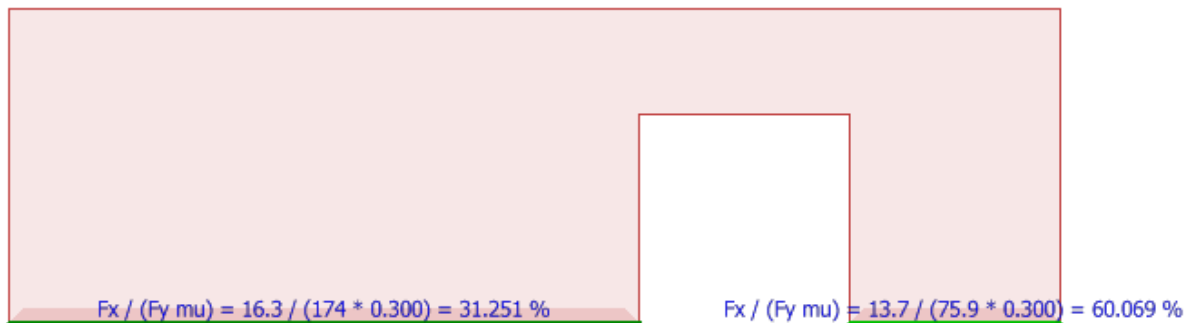 Fx / (Fy mu) = 16.3 / (174 * 0.300) = 31.251 %
Fx / (Fy mu) = 13.7 / (75.9 * 0.300) = 60.069 %